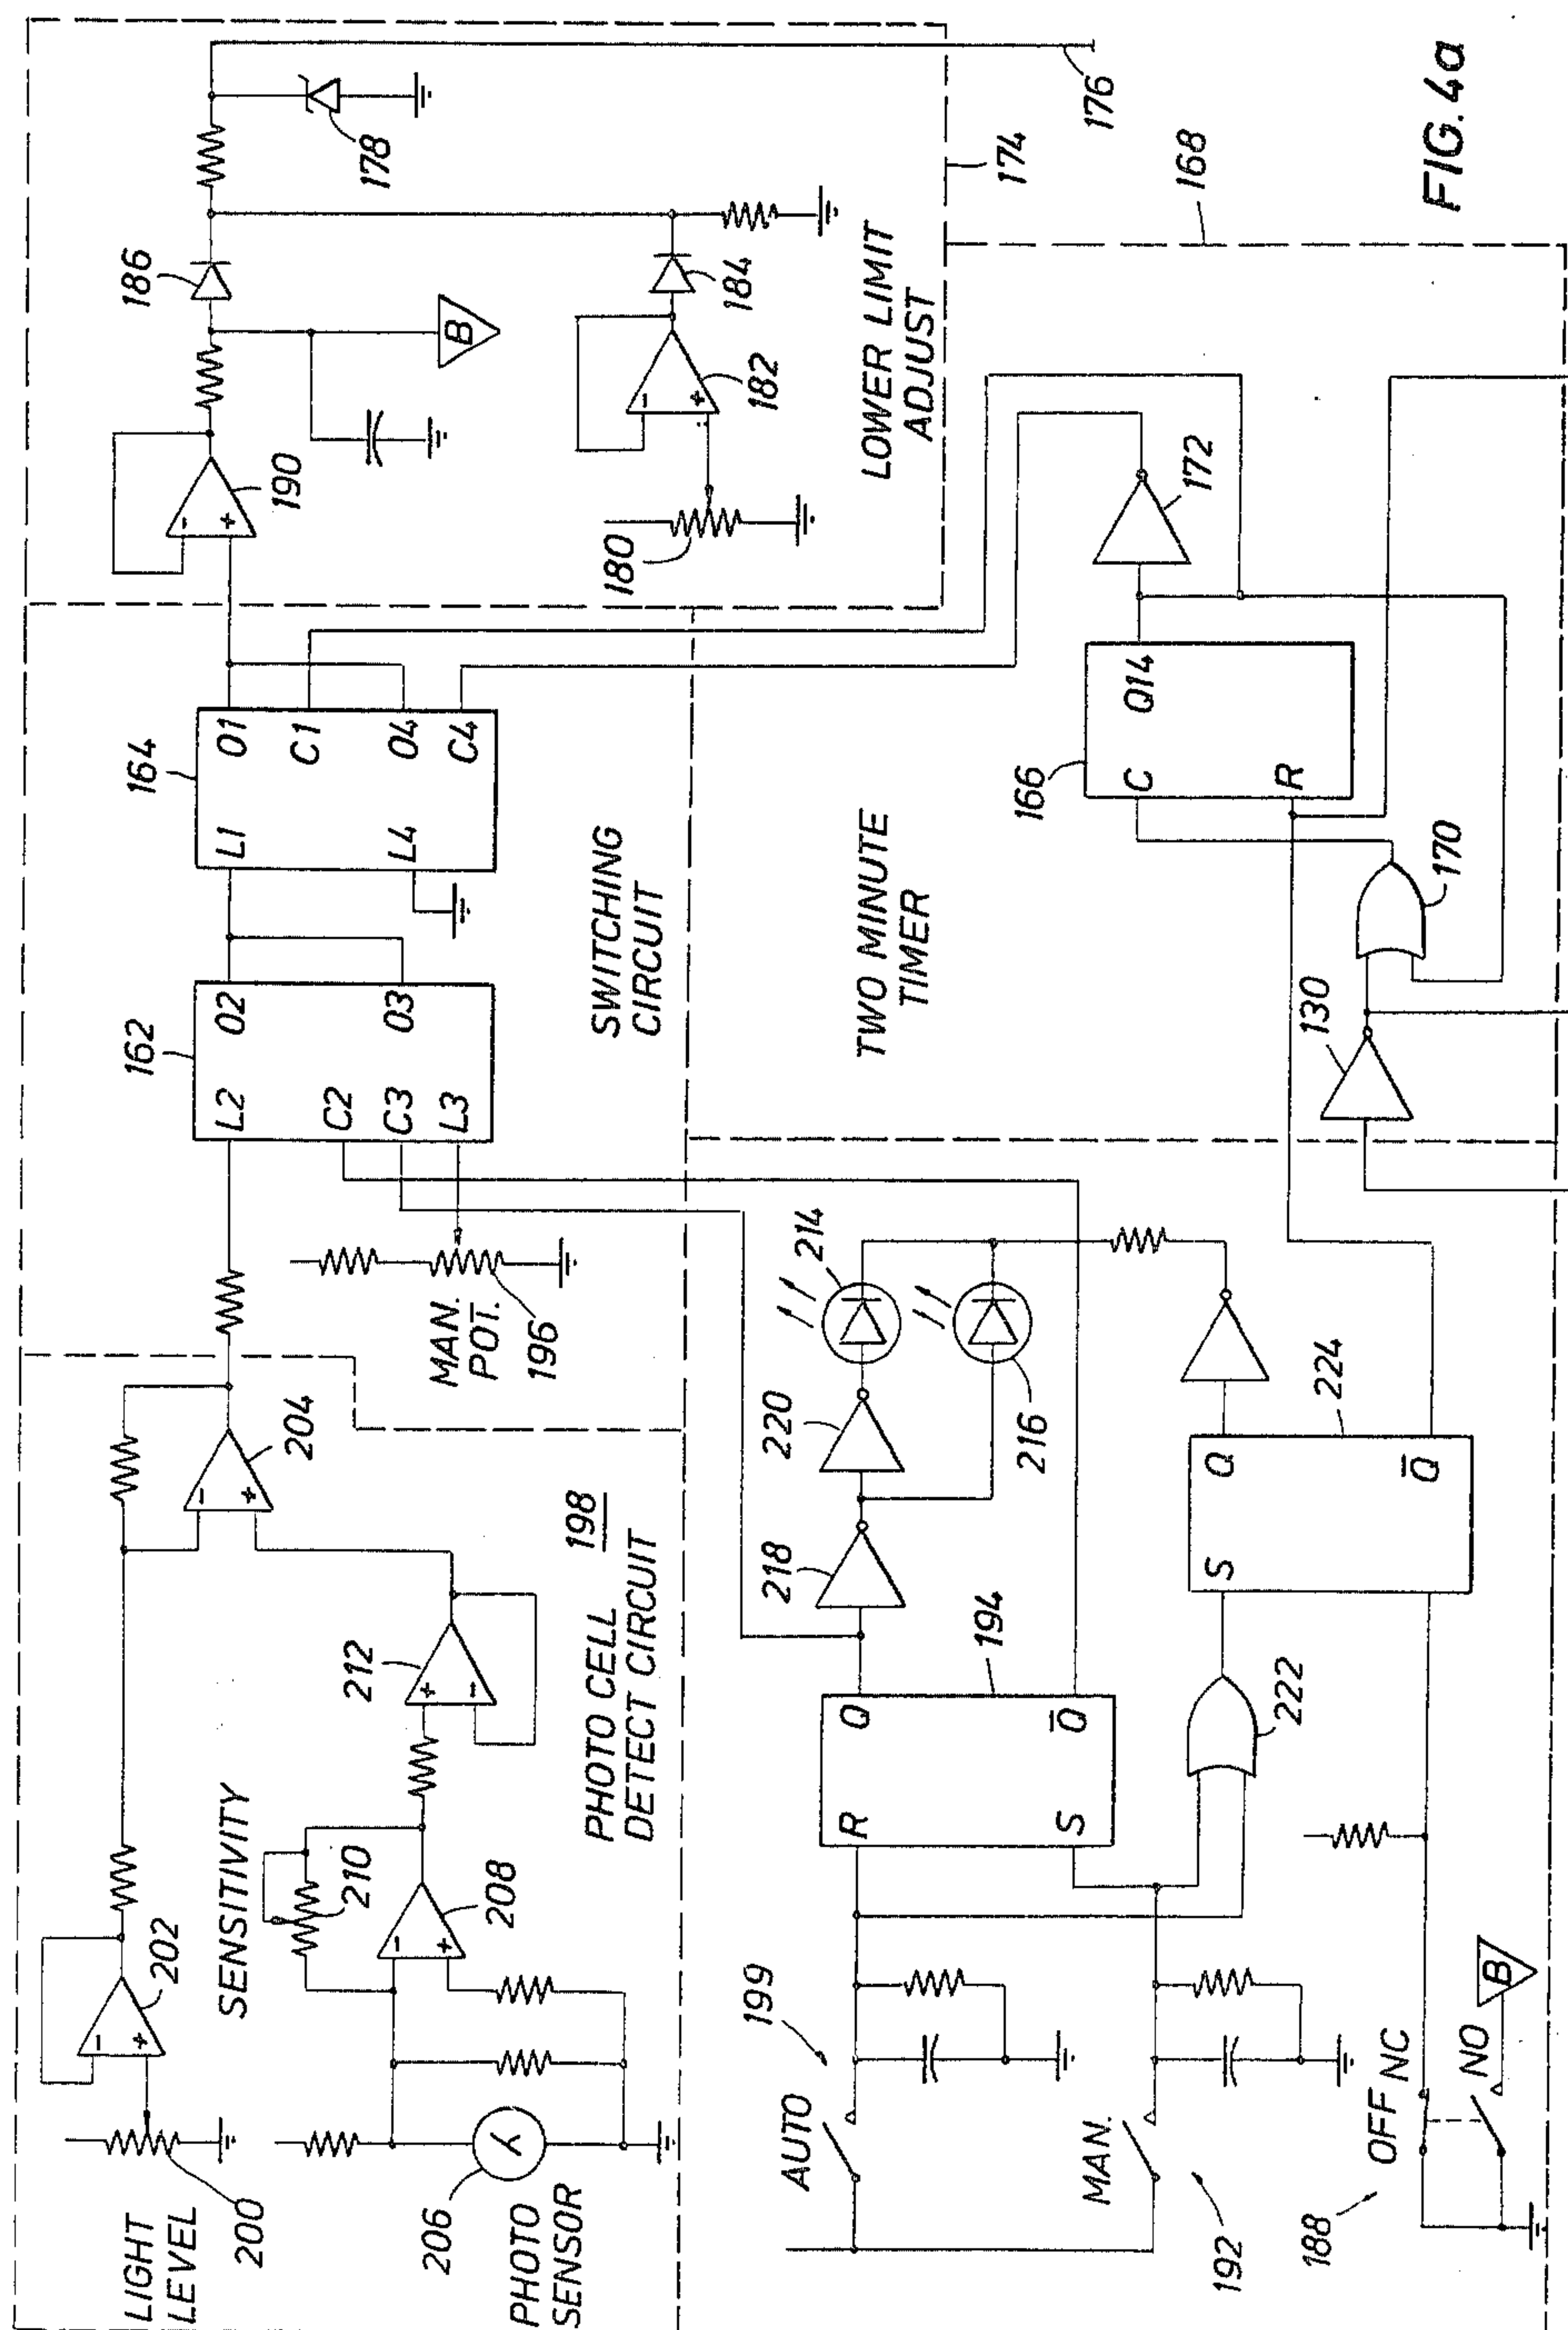 LIGHT
LEVEL
200
202
SENSITIVITY
210
208
206
PHOTO
SENSOR
212
204
198
PHOTO CELL
DETECT CIRCUIT
MAN.
POT.
196
162
L2
O2
C2
C3
O3
L3
164
L1
O1
C1
L4
O4
C4
SWITCHING
CIRCUIT
190
186
B
178
180
182
184
LOWER LIMIT
ADJUST
174
176
AUTO
199
MAN.
192
188
OFF
NC
NO
B
R
Q
S
Q̅
194
218
220
214
216
222
S
Q
Q̅
224
TWO MINUTE
TIMER
130
170
166
C
Q14
R
172
168
FIG. 4a
- +
- +
- +
+ -
- +
- +
- +